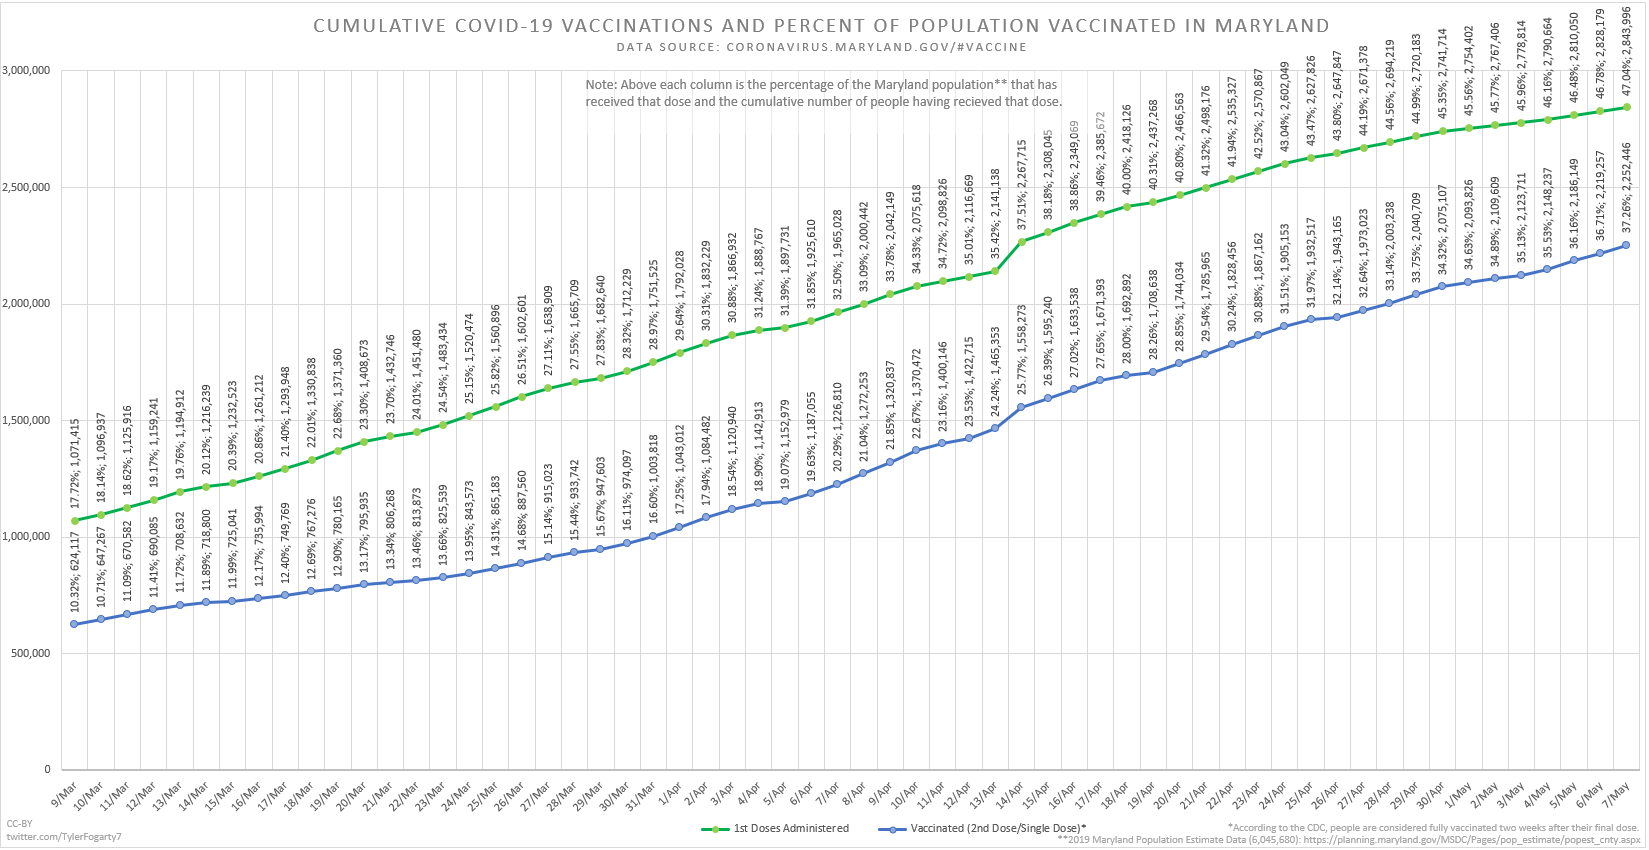 CUMULATIVE COVID-19 VACCINATIONS AND PERCENT OF POPULATION VACCINATED IN MARYLAND
DATA SOURCE: CORONAVIRUS.MARYLAND.GOV/#VACCINE
Note: Above each column is the percentage of the Maryland population** that has
received that dose and the cumulative number of people having recieved that dose.
3,000,000
2,500,000
2,000,000
1,500,000
1,000,000
500,000
0
17.72%; 1,071,415
18.14%; 1,096,937
18.62%; 1,125,916
19.17%; 1,159,241
19.76%; 1,194,912
20.12%; 1,216,239
20.39%; 1,232,523
20.86%; 1,261,212
21.40%; 1,293,948
22.01%; 1,330,838
22.68%; 1,371,360
23.30%; 1,408,673
23.70%; 1,432,746
24.01%; 1,451,480
24.54%; 1,483,434
25.15%; 1,520,474
25.82%; 1,560,896
26.51%; 1,602,601
27.11%; 1,638,909
27.55%; 1,665,709
27.83%; 1,682,640
28.32%; 1,712,229
28.97%; 1,751,525
29.64%; 1,792,028
30.31%; 1,832,229
30.88%; 1,866,932
31.24%; 1,888,767
31.39%; 1,897,731
31.85%; 1,925,610
32.50%; 1,965,028
33.09%; 2,000,442
33.78%; 2,042,149
34.33%; 2,075,618
34.72%; 2,098,826
35.01%; 2,116,669
35.42%; 2,141,138
37.51%; 2,267,715
38.18%; 2,308,045
38.86%; 2,349,069
39.46%; 2,385,672
40.00%; 2,418,126
40.31%; 2,437,268
40.80%; 2,466,563
41.32%; 2,498,176
41.94%; 2,535,327
42.52%; 2,570,867
43.04%; 2,602,049
43.47%; 2,627,826
43.80%; 2,647,847
44.19%; 2,671,378
44.56%; 2,694,219
44.99%; 2,720,183
45.35%; 2,741,714
45.56%; 2,754,402
45.77%; 2,767,406
45.96%; 2,778,814
46.16%; 2,790,664
46.48%; 2,810,050
46.78%; 2,828,179
47.04%; 2,843,996
10.32%; 624,117
10.71%; 647,267
11.09%; 670,582
11.41%; 690,085
11.72%; 708,632
11.89%; 718,800
11.99%; 725,041
12.17%; 735,994
12.40%; 749,769
12.69%; 767,276
12.90%; 780,165
13.17%; 795,935
13.34%; 806,268
13.46%; 813,873
13.66%; 825,539
13.95%; 843,573
14.31%; 865,183
14.68%; 887,560
15.14%; 915,023
15.44%; 933,742
15.67%; 947,603
16.11%; 974,097
16.60%; 1,003,818
17.25%; 1,043,012
17.94%; 1,084,482
18.54%; 1,120,940
18.90%; 1,142,913
19.07%; 1,152,979
19.63%; 1,187,055
20.29%; 1,226,810
21.04%; 1,272,253
21.85%; 1,320,837
22.67%; 1,370,472
23.16%; 1,400,146
23.53%; 1,422,715
24.24%; 1,465,353
25.77%; 1,558,273
26.39%; 1,595,240
27.02%; 1,633,538
27.65%; 1,671,393
28.00%; 1,692,892
28.26%; 1,708,638
28.85%; 1,744,034
29.54%; 1,785,965
30.24%; 1,828,456
30.88%; 1,867,162
31.51%; 1,905,153
31.97%; 1,932,517
32.14%; 1,943,165
32.64%; 1,973,023
33.14%; 2,003,238
33.75%; 2,040,709
34.32%; 2,075,107
34.63%; 2,093,826
34.89%; 2,109,609
35.13%; 2,123,711
35.53%; 2,148,237
36.16%; 2,186,149
36.71%; 2,219,257
37.26%; 2,252,446
9/Mar
10/Mar
11/Mar
12/Mar
13/Mar
14/Mar
15/Mar
16/Mar
17/Mar
18/Mar
19/Mar
20/Mar
21/Mar
22/Mar
23/Mar
24/Mar
25/Mar
26/Mar
27/Mar
28/Mar
29/Mar
30/Mar
31/Mar
1/Apr
2/Apr
3/Apr
4/Apr
5/Apr
6/Apr
7/Apr
8/Apr
9/Apr
10/Apr
11/Apr
12/Apr
13/Apr
14/Apr
15/Apr
16/Apr
17/Apr
18/Apr
19/Apr
20/Apr
21/Apr
22/Apr
23/Apr
24/Apr
25/Apr
26/Apr
27/Apr
28/Apr
29/Apr
30/Apr
1/May
2/May
3/May
4/May
5/May
6/May
7/May
CC-BY
twitter.com/TylerFogarty7
1st Doses Administered
Vaccinated (2nd Dose/Single Dose)*
*According to the CDC, people are considered fully vaccinated two weeks after their final dose.
**2019 Maryland Population Estimate Data (6,045,680): https://planning.maryland.gov/MSDC/Pages/pop_estimate/popest_cnty.aspx